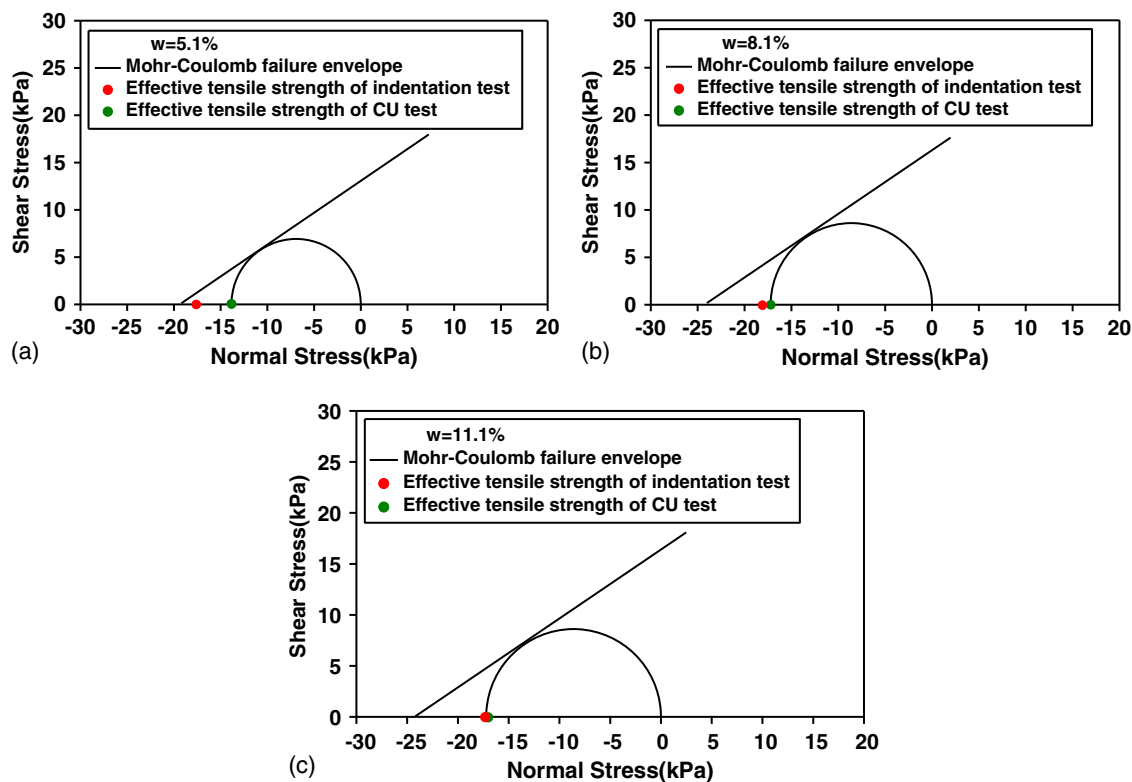 30
25
20
15
10
5
0
Shear Stress(kPa)
w=5.1%
Mohr-Coulomb failure envelope
Effective tensile strength of indentation test
Effective tensile strength of CU test
-30 -25 -20 -15 -10 -5 0 5 10 15 20
Normal Stress(kPa)
(a)
30
25
20
15
10
5
0
Shear Stress(kPa)
w=8.1%
Mohr-Coulomb failure envelope
Effective tensile strength of indentation test
Effective tensile strength of CU test
-30 -25 -20 -15 -10 -5 0 5 10 15 20
Normal Stress(kPa)
(b)
30
25
20
15
10
5
0
Shear Stress(kPa)
w=11.1%
Mohr-Coulomb failure envelope
Effective tensile strength of indentation test
Effective tensile strength of CU test
-30 -25 -20 -15 -10 -5 0 5 10 15 20
Normal Stress(kPa)
(c)